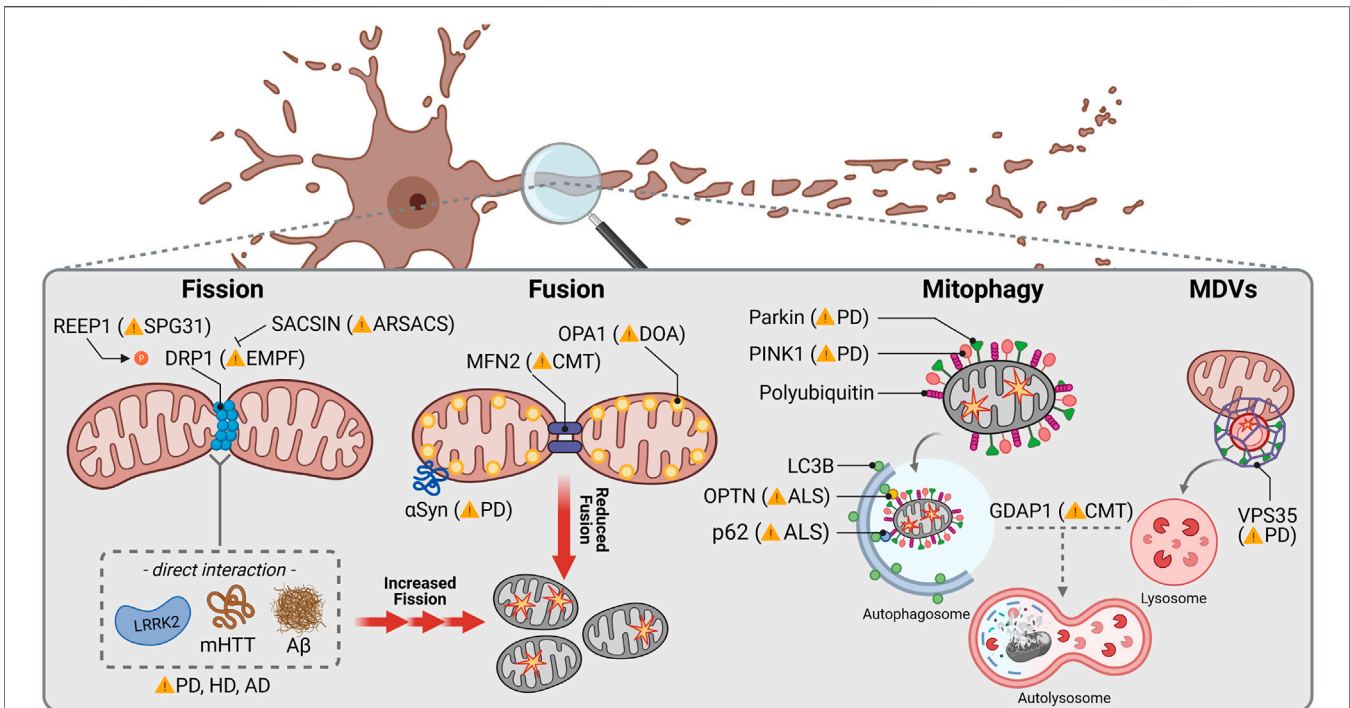 Fission
REEP1 (⚠SPG31)
SACSIN (⚠ARSACS)
P
DRP1 (⚠EMPF)
- direct interaction -
LRRK2
mHTT
Aβ
⚠PD, HD, AD
Increased
Fission
Fusion
OPA1 (⚠DOA)
MFN2 (⚠CMT)
αSyn (⚠PD)
Reduced
Fusion
Mitophagy
Parkin (⚠PD)
PINK1 (⚠PD)
Polyubiquitin
LC3B
OPTN (⚠ALS)
p62 (⚠ALS)
Autophagosome
GDAP1 (⚠CMT)
Autolysosome
MDVs
VPS35
(⚠PD)
Lysosome